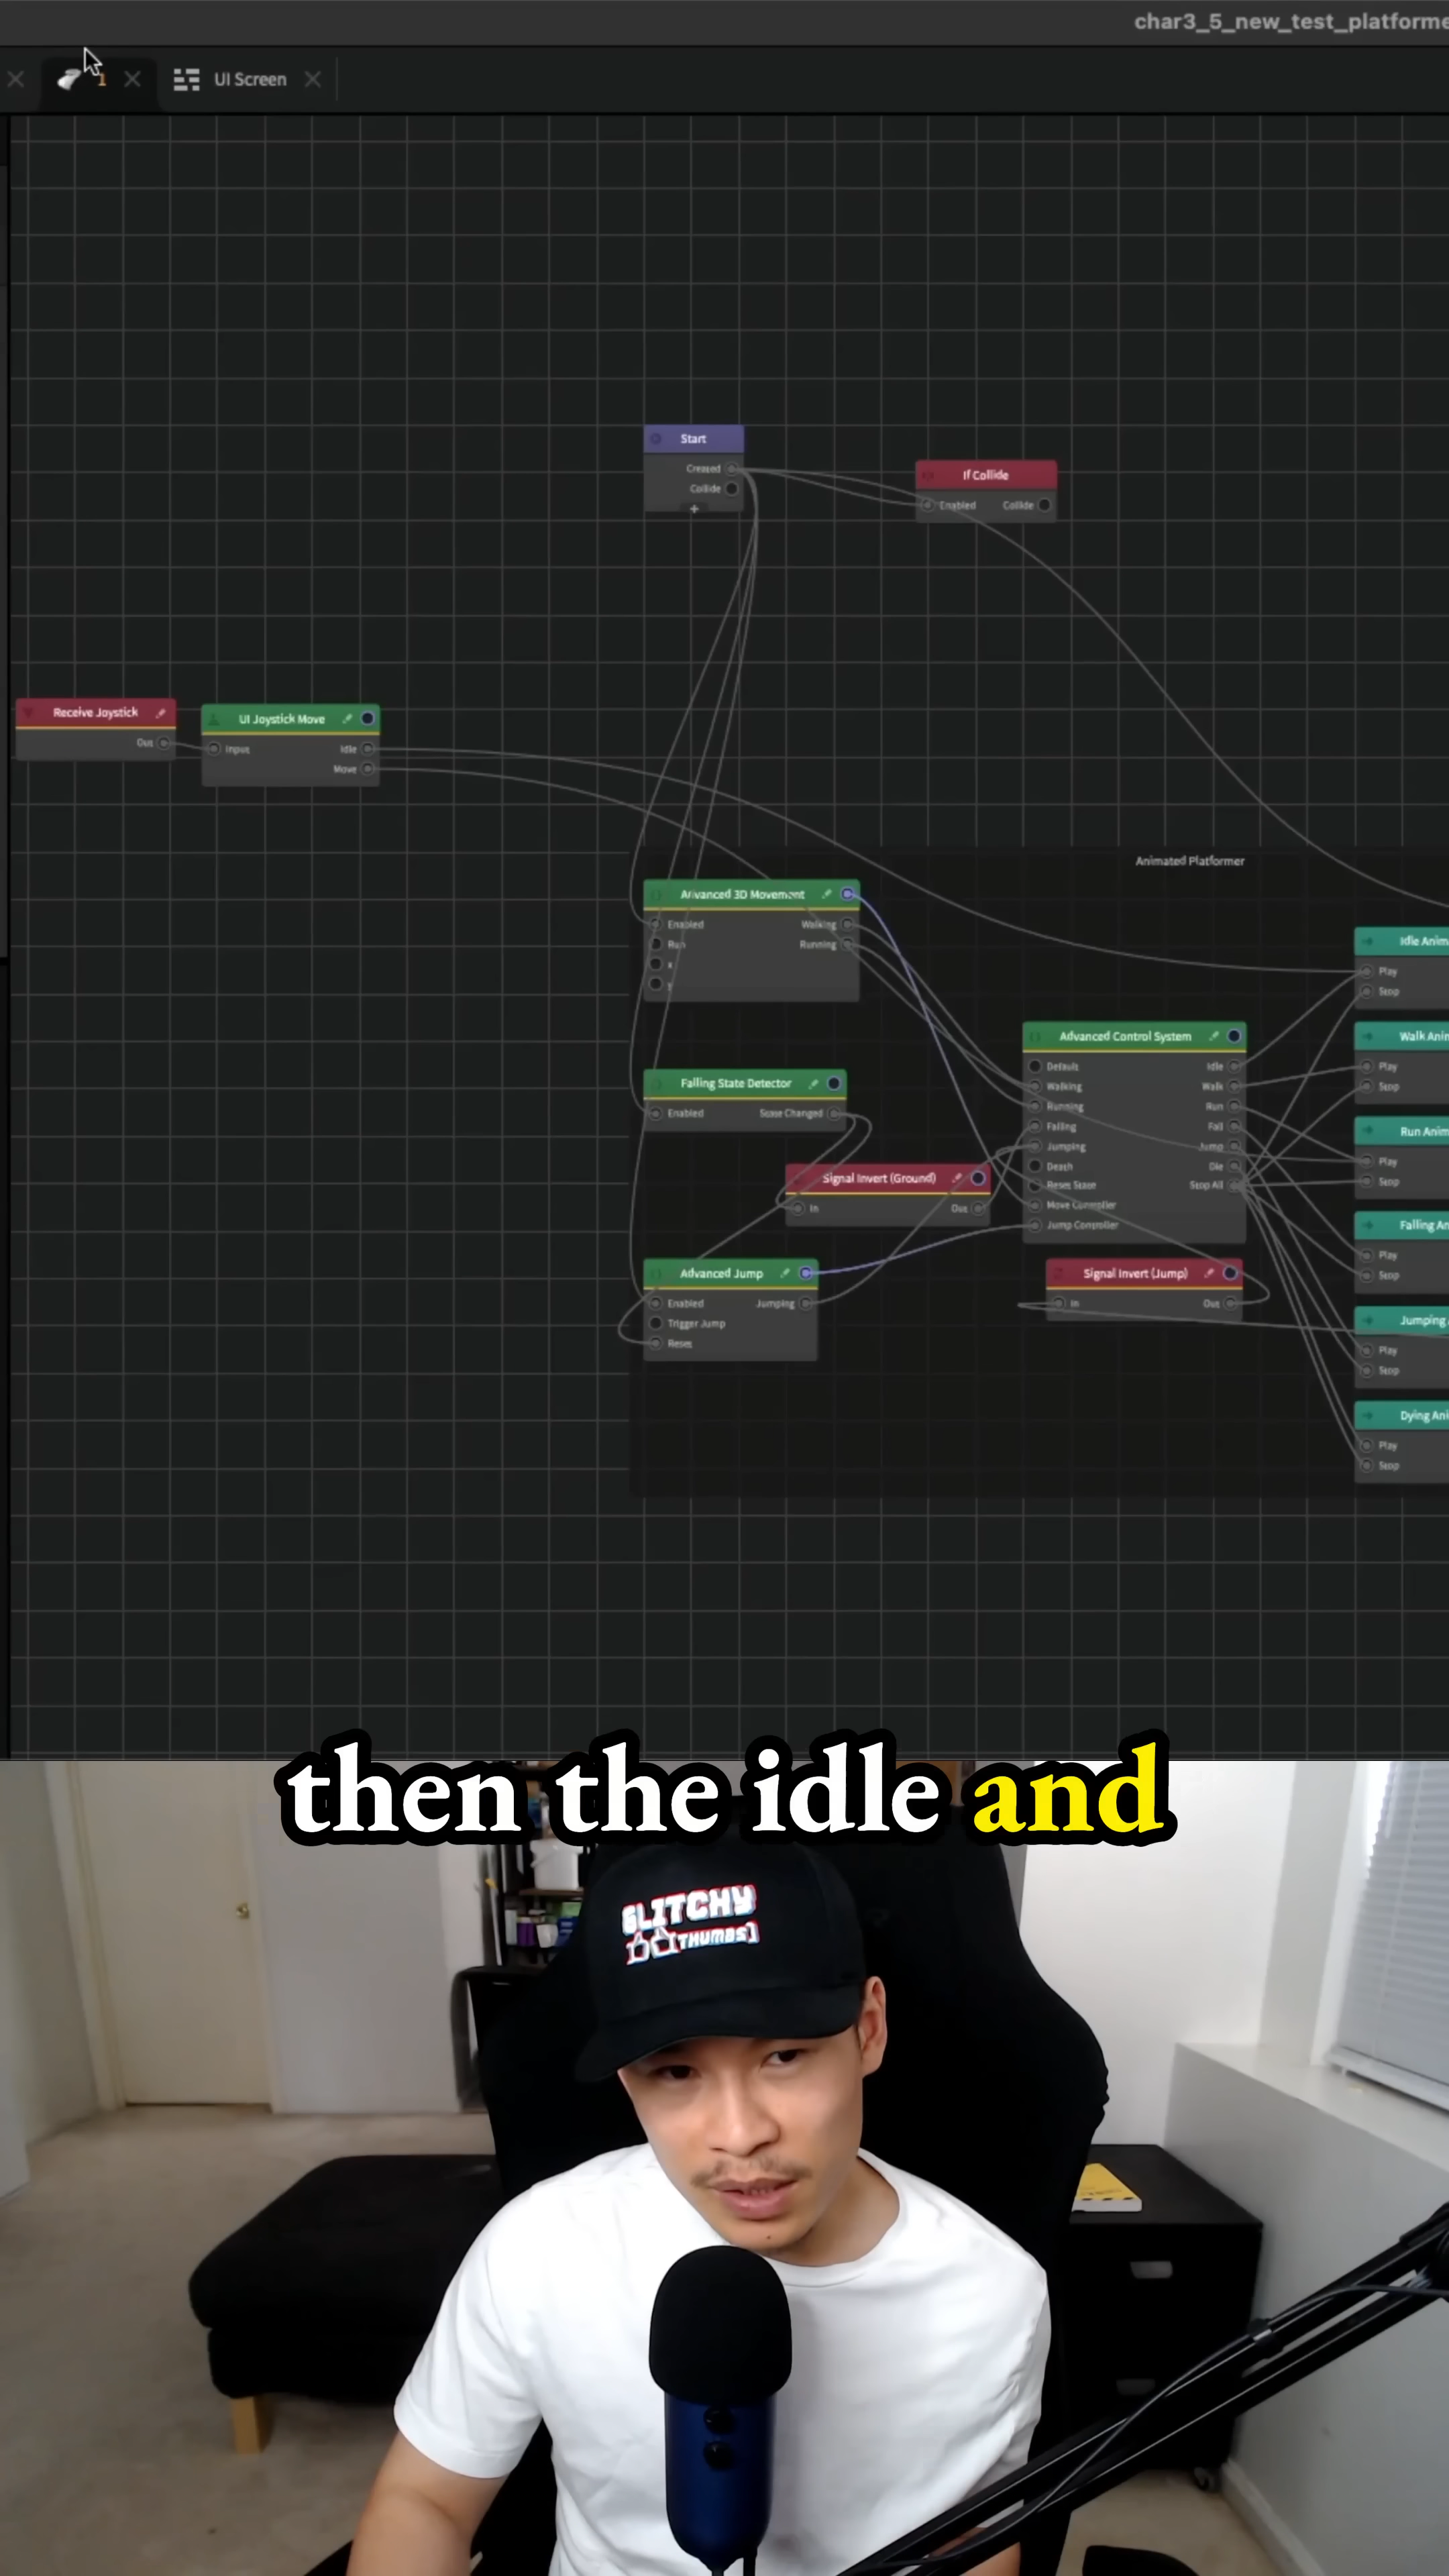 char3_5_new_test_platforme
1
UI Screen
Start
Created
Collide
If Collide
Enabled Collide
Receive Joystick
Out
UI Joystick Move
Input Idle
Move
Animated Platformer
Advanced 3D Movement
Enabled Walking
Run Running
x
Idle Anim
Play
Stop
Advanced Control System
Default Idle
Walking Walk
Running Run
Falling Fall
Jumping Jump
Death Die
Reset State Stop All
Move Controller
Jump Controller
Walk Anim
Play
Stop
Falling State Detector
Enabled State Changed
Run Anim
Play
Stop
Signal Invert (Ground)
In Out
Falling An
Play
Stop
Advanced Jump
Enabled Jumping
Trigger Jump
Reset
Signal Invert (Jump)
In Out
Jumping
Play
Stop
Dying Ani
Play
Stop
then the idle and
GLITCHY
THUMBS